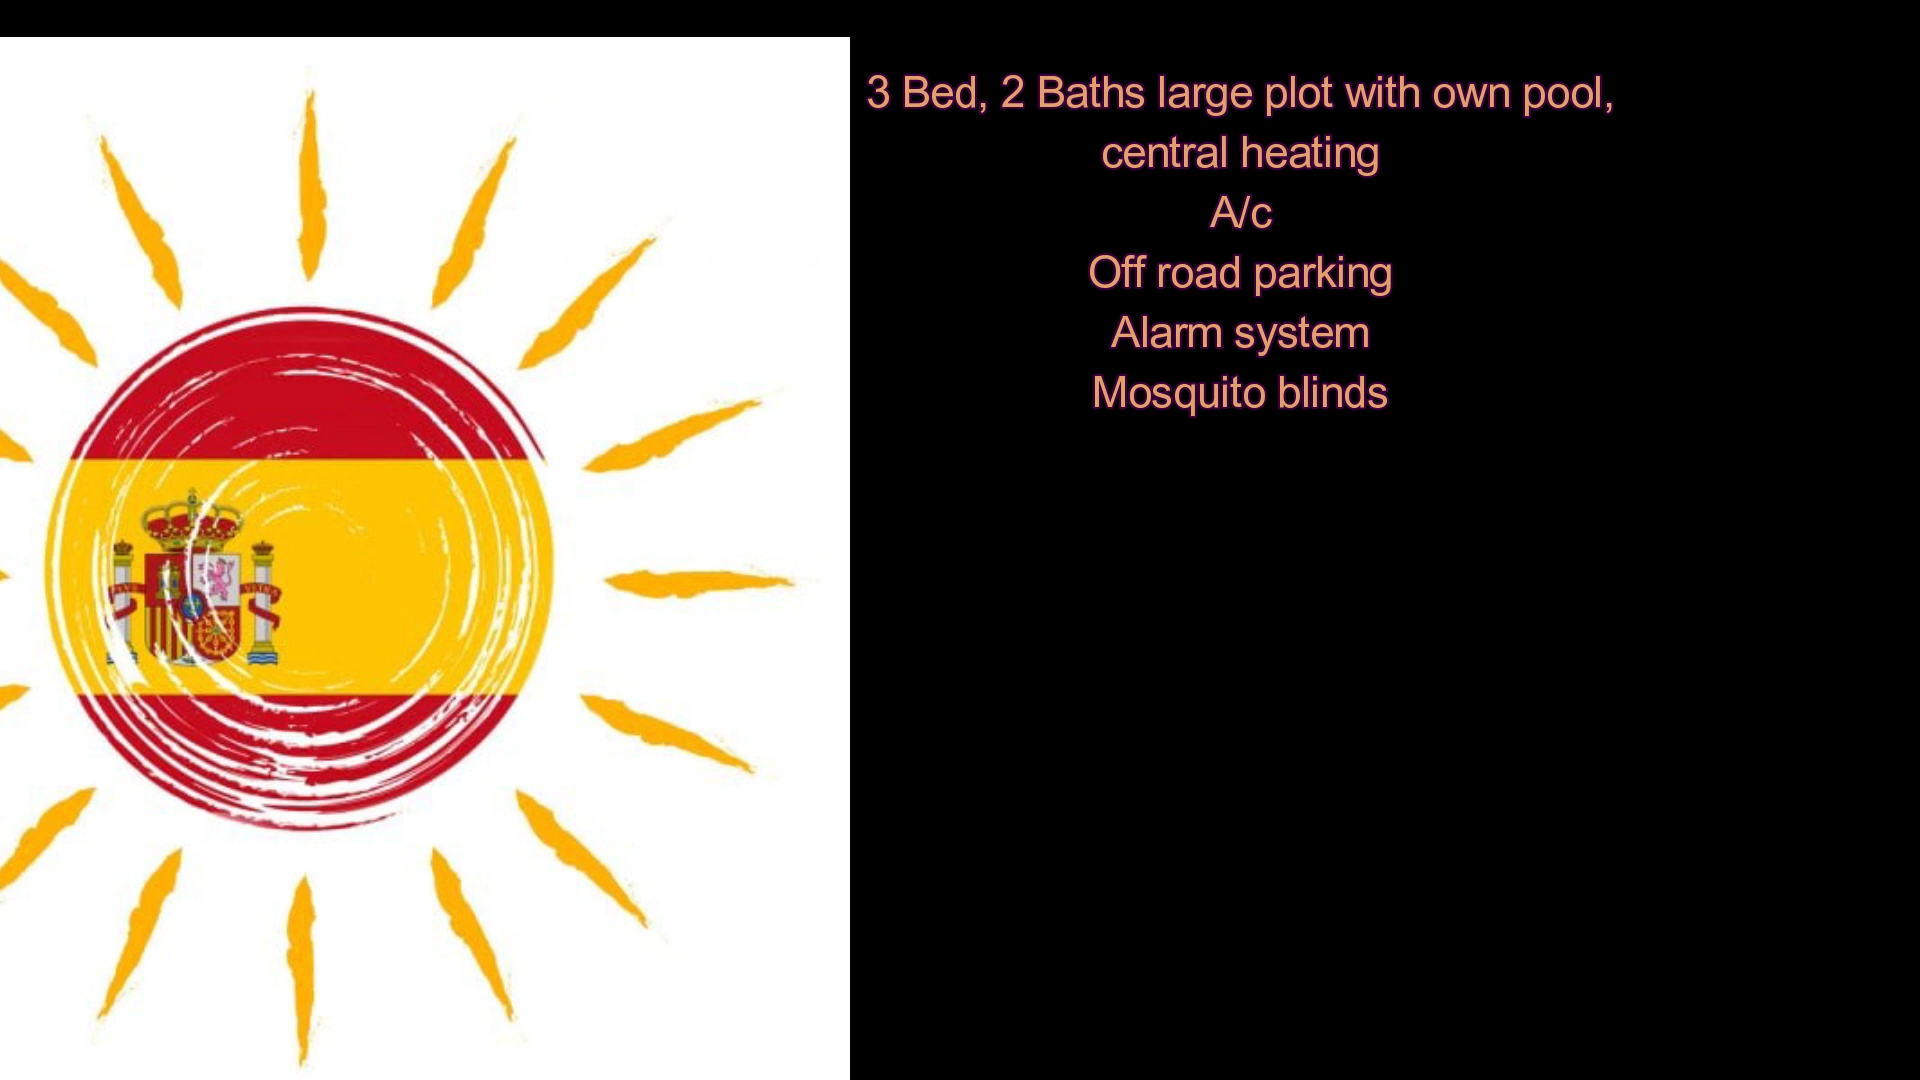 3 Bed, 2 Baths large plot with own pool,
central heating
A/c
Off road parking
Alarm system
Mosquito blinds